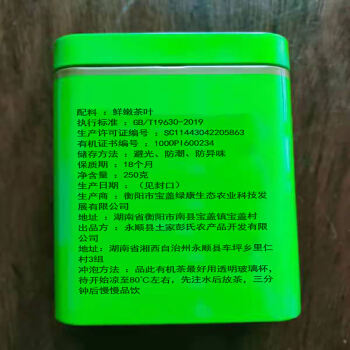 配料 ：鲜嫩茶叶
执行标准 ：GB/T19630-2019
生产许可证编号 ：SC11443042205863
有机证书编号 ：100OP1600234
储存方法 ：避光、防潮、防异味
保质期 ：18个月
净含量 ：250克
生产日期 ：（见封口）
生产商 ：衡阳市宝盖绿康生态农业科技发
展有限公司
地址 ：湖南省衡阳市南县宝盖镇宝盖村
出品方 ：永顺县土家彭氏农产品开发有限
公司
地址：湖南省湘西自治州永顺县车坪乡里仁
村3组
冲泡方法 ：品此有机茶最好用透明玻璃杯，
待开始凉至80℃左右，先注水后放茶，三分
钟后慢慢品饮